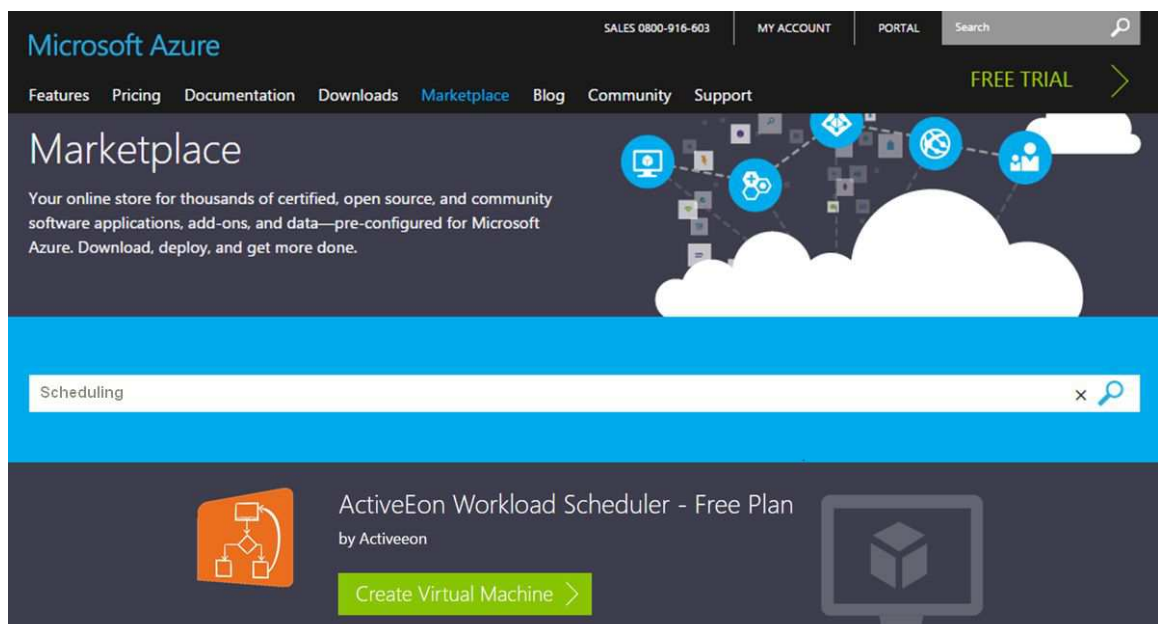 SALES 0800-916-603 MY ACCOUNT PORTAL Search
Microsoft Azure
FREE TRIAL
Features Pricing Documentation Downloads Marketplace Blog Community Support
Marketplace
Your online store for thousands of certified, open source, and community
software applications, add-ons, and data—pre-configured for Microsoft
Azure. Download, deploy, and get more done.
Scheduling
ActiveEon Workload Scheduler - Free Plan
by Activeeon
Create Virtual Machine